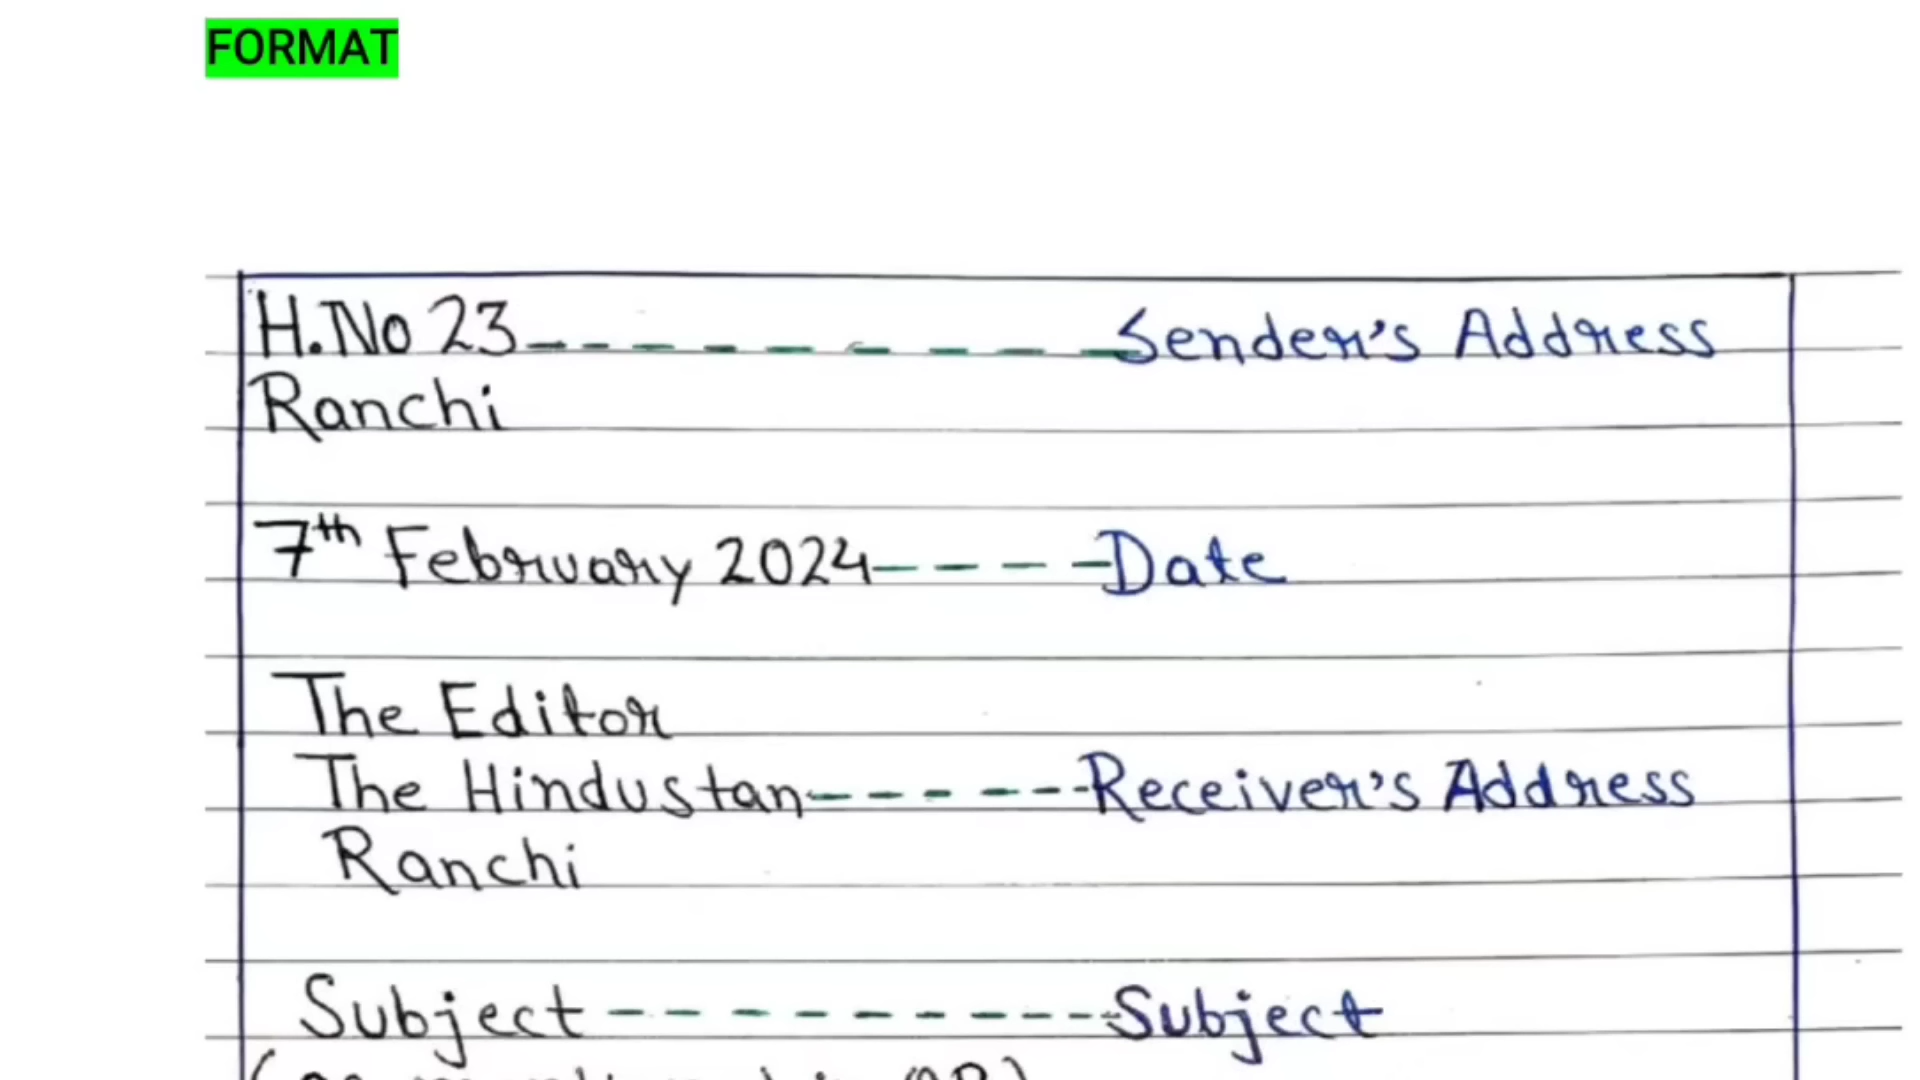 FORMAT
H.No 23 - - - - - - - - Sender's Address
Ranchi
7th February 2024 - - - - Date
The Editor
The Hindustan - - - - - Receiver's Address
Ranchi
Subject - - - - - - - - Subject